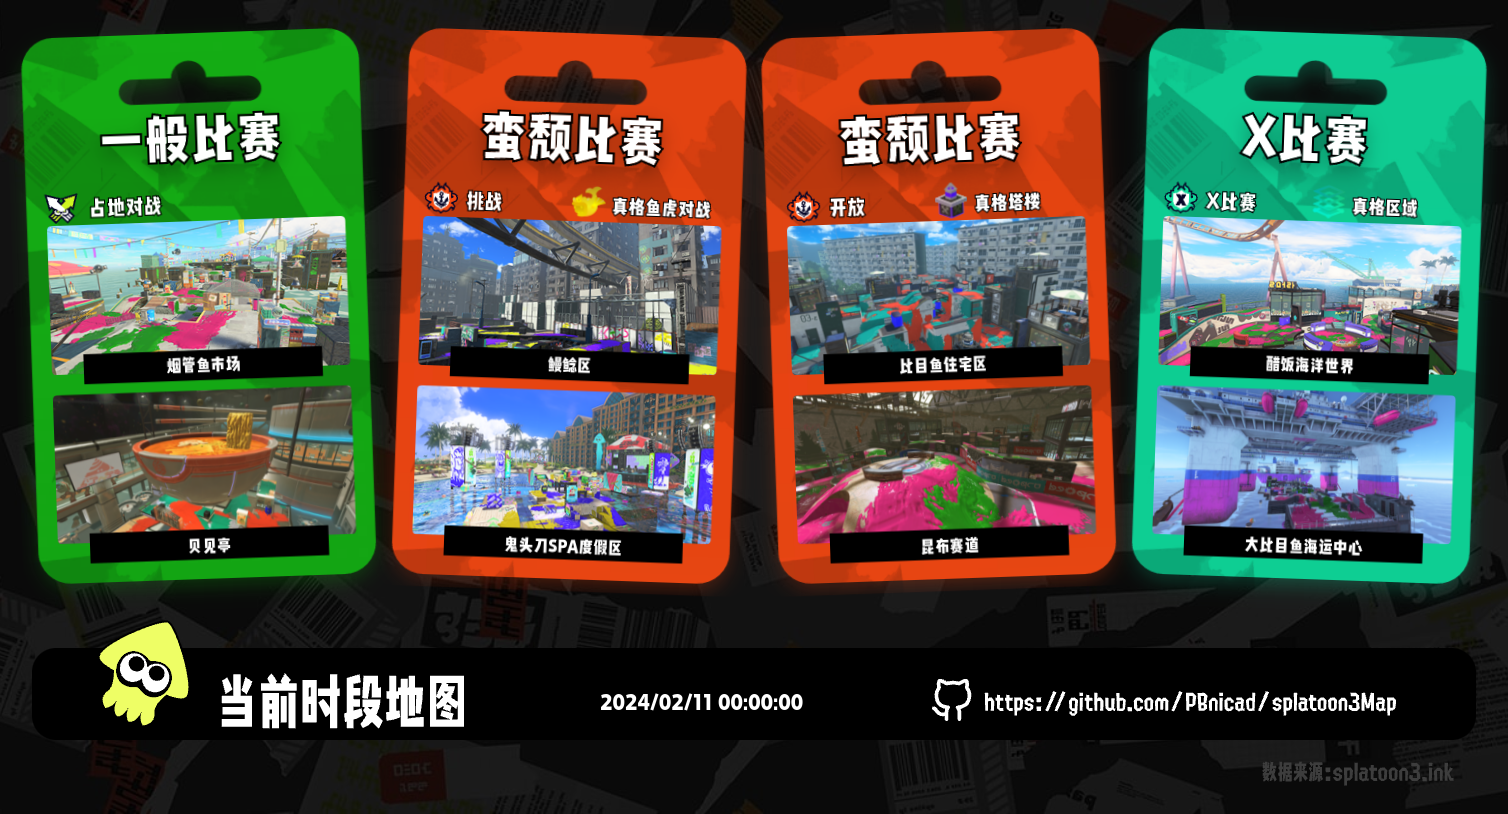 一般比赛
占地对战
烟管鱼市场
贝见亭
蛮颓比赛
挑战
真格鱼虎对战
鳗鲶区
鬼头刀SPA度假区
蛮颓比赛
开放
真格塔楼
比目鱼住宅区
昆布赛道
X比赛
X比赛
真格区域
醋饭海洋世界
大比目鱼海运中心
当前时段地图
2024/02/11 00:00:00
https://github.com/PBnicad/splatoon3Map
数据来源:splatoon3.ink